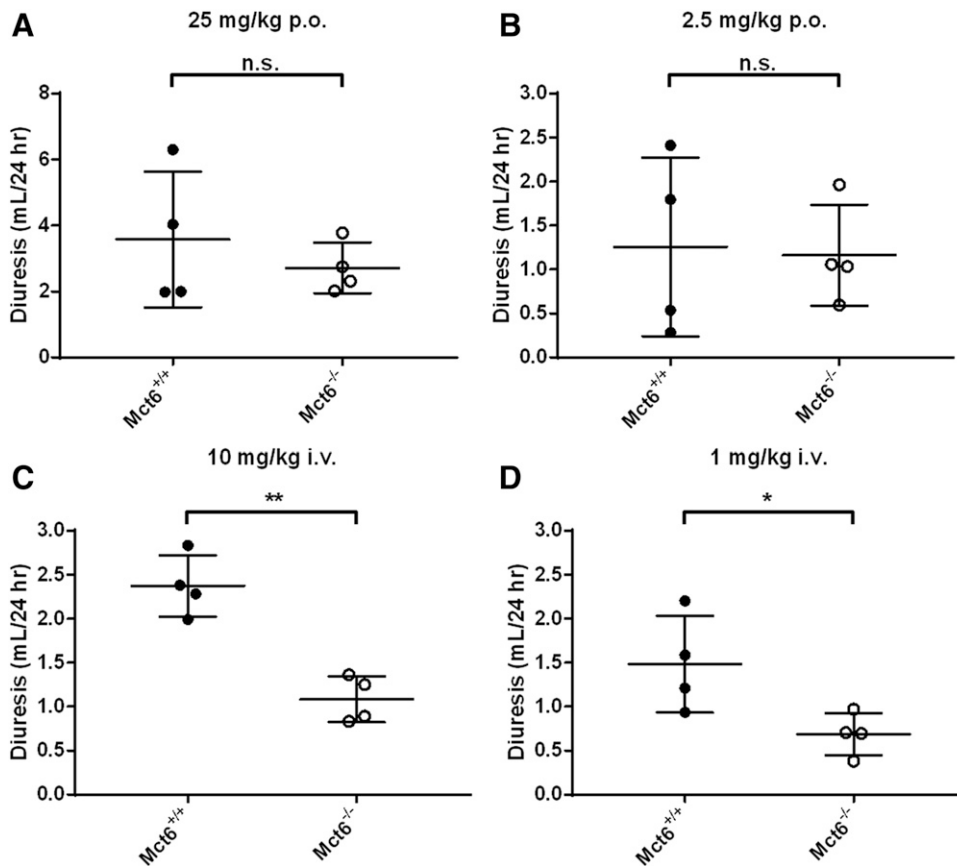 A
25 mg/kg p.o.
n.s.
Diuresis (mL/24 hr)
8
6
4
2
0
Mct6+/+
Mct6-/-
B
2.5 mg/kg p.o.
n.s.
Diuresis (mL/24 hr)
3.0
2.5
2.0
1.5
1.0
0.5
0.0
Mct6+/+
Mct6-/-
C
10 mg/kg i.v.
**
Diuresis (mL/24 hr)
3.0
2.5
2.0
1.5
1.0
0.5
0.0
Mct6+/+
Mct6-/-
D
1 mg/kg i.v.
*
Diuresis (mL/24 hr)
3.0
2.5
2.0
1.5
1.0
0.5
0.0
Mct6+/+
Mct6-/-